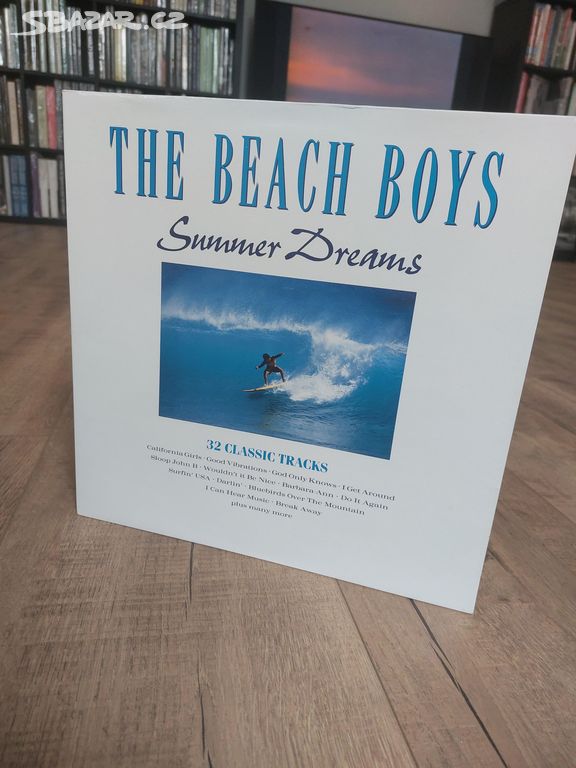 SBAZAR.CZ
THE BEACH BOYS
Summer Dreams
32 CLASSIC TRACKS
California Girls · Good Vibrations · God Only Knows · I Get Around
Sloop John B · Wouldn't it Be Nice · Barbara Ann · Do It Again
Surfin' USA · Darlin' · Bluebirds Over The Mountain
I Can Hear Music · Break Away
plus many more